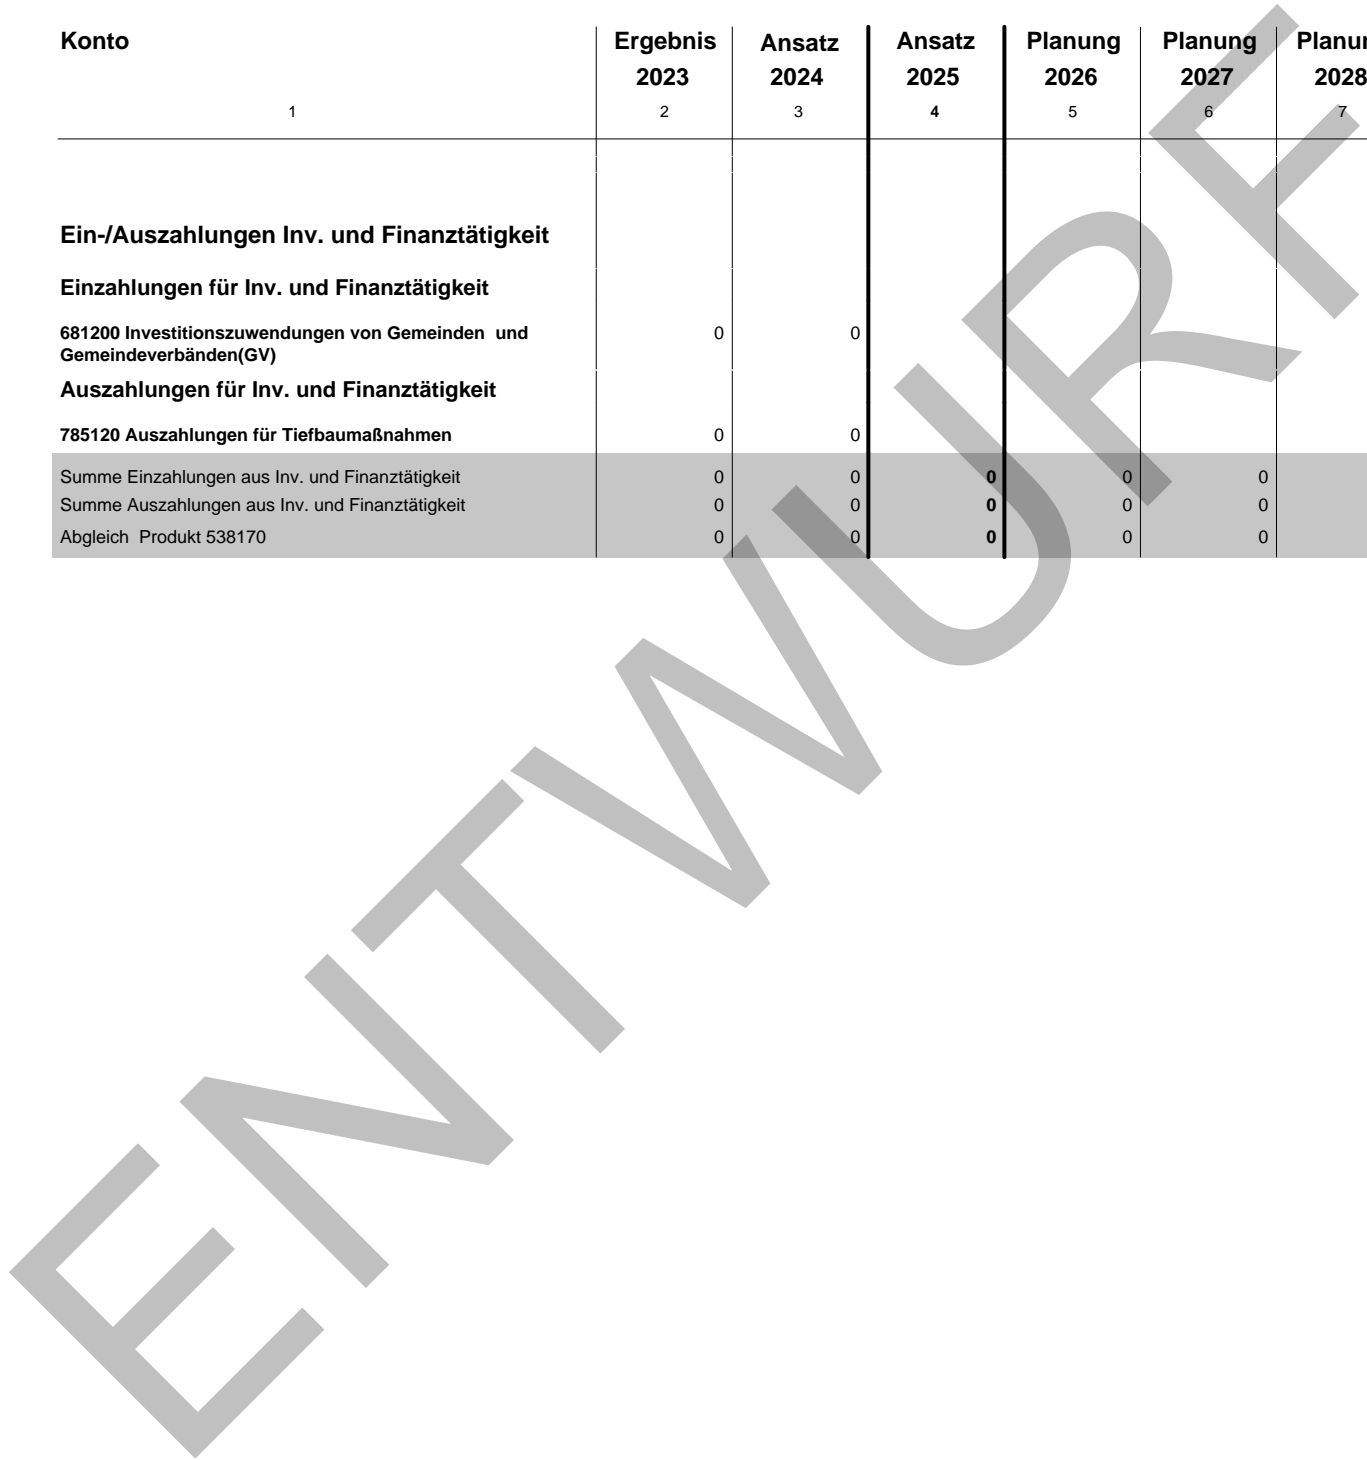 Konto Ergebnis Ansatz Ansatz Planung Planung Planu
2023 2024 2025 2026 2027 2028
1 2 3 4 5 6 7
Ein-/Auszahlungen Inv. und Finanztätigkeit
Einzahlungen für Inv. und Finanztätigkeit
681200 Investitionszuwendungen von Gemeinden und 0 0
Gemeindeverbänden(GV)
Auszahlungen für Inv. und Finanztätigkeit
785120 Auszahlungen für Tiefbaumaßnahmen 0 0
Summe Einzahlungen aus Inv. und Finanztätigkeit 0 0 0 0 0
Summe Auszahlungen aus Inv. und Finanztätigkeit 0 0 0 0 0
Abgleich Produkt 538170 0 0 0 0 0
ENTWURF